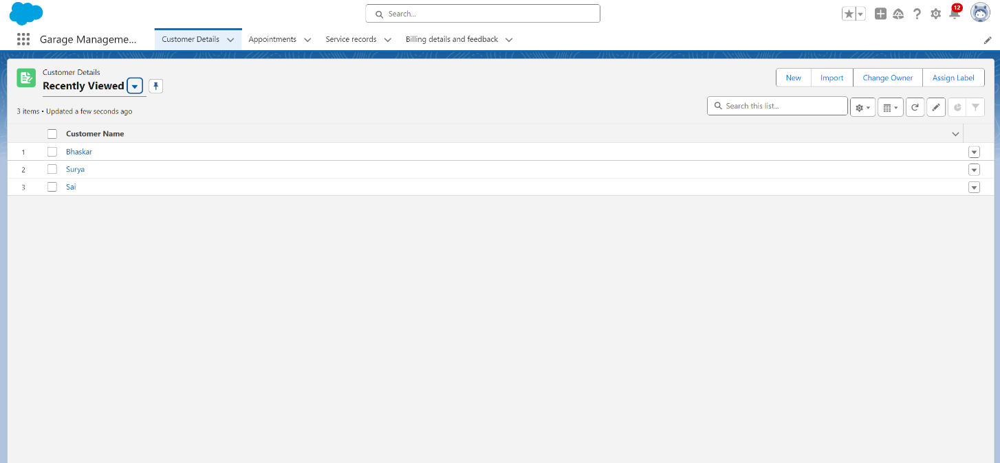 Search...
12
Garage Manageme...
Customer Details
Appointments
Service records
Billing details and feedback
Customer Details
Recently Viewed
New
Import
Change Owner
Assign Label
3 items • Updated a few seconds ago
Search this list...
Customer Name
1 Bhaskar
2 Surya
3 Sai